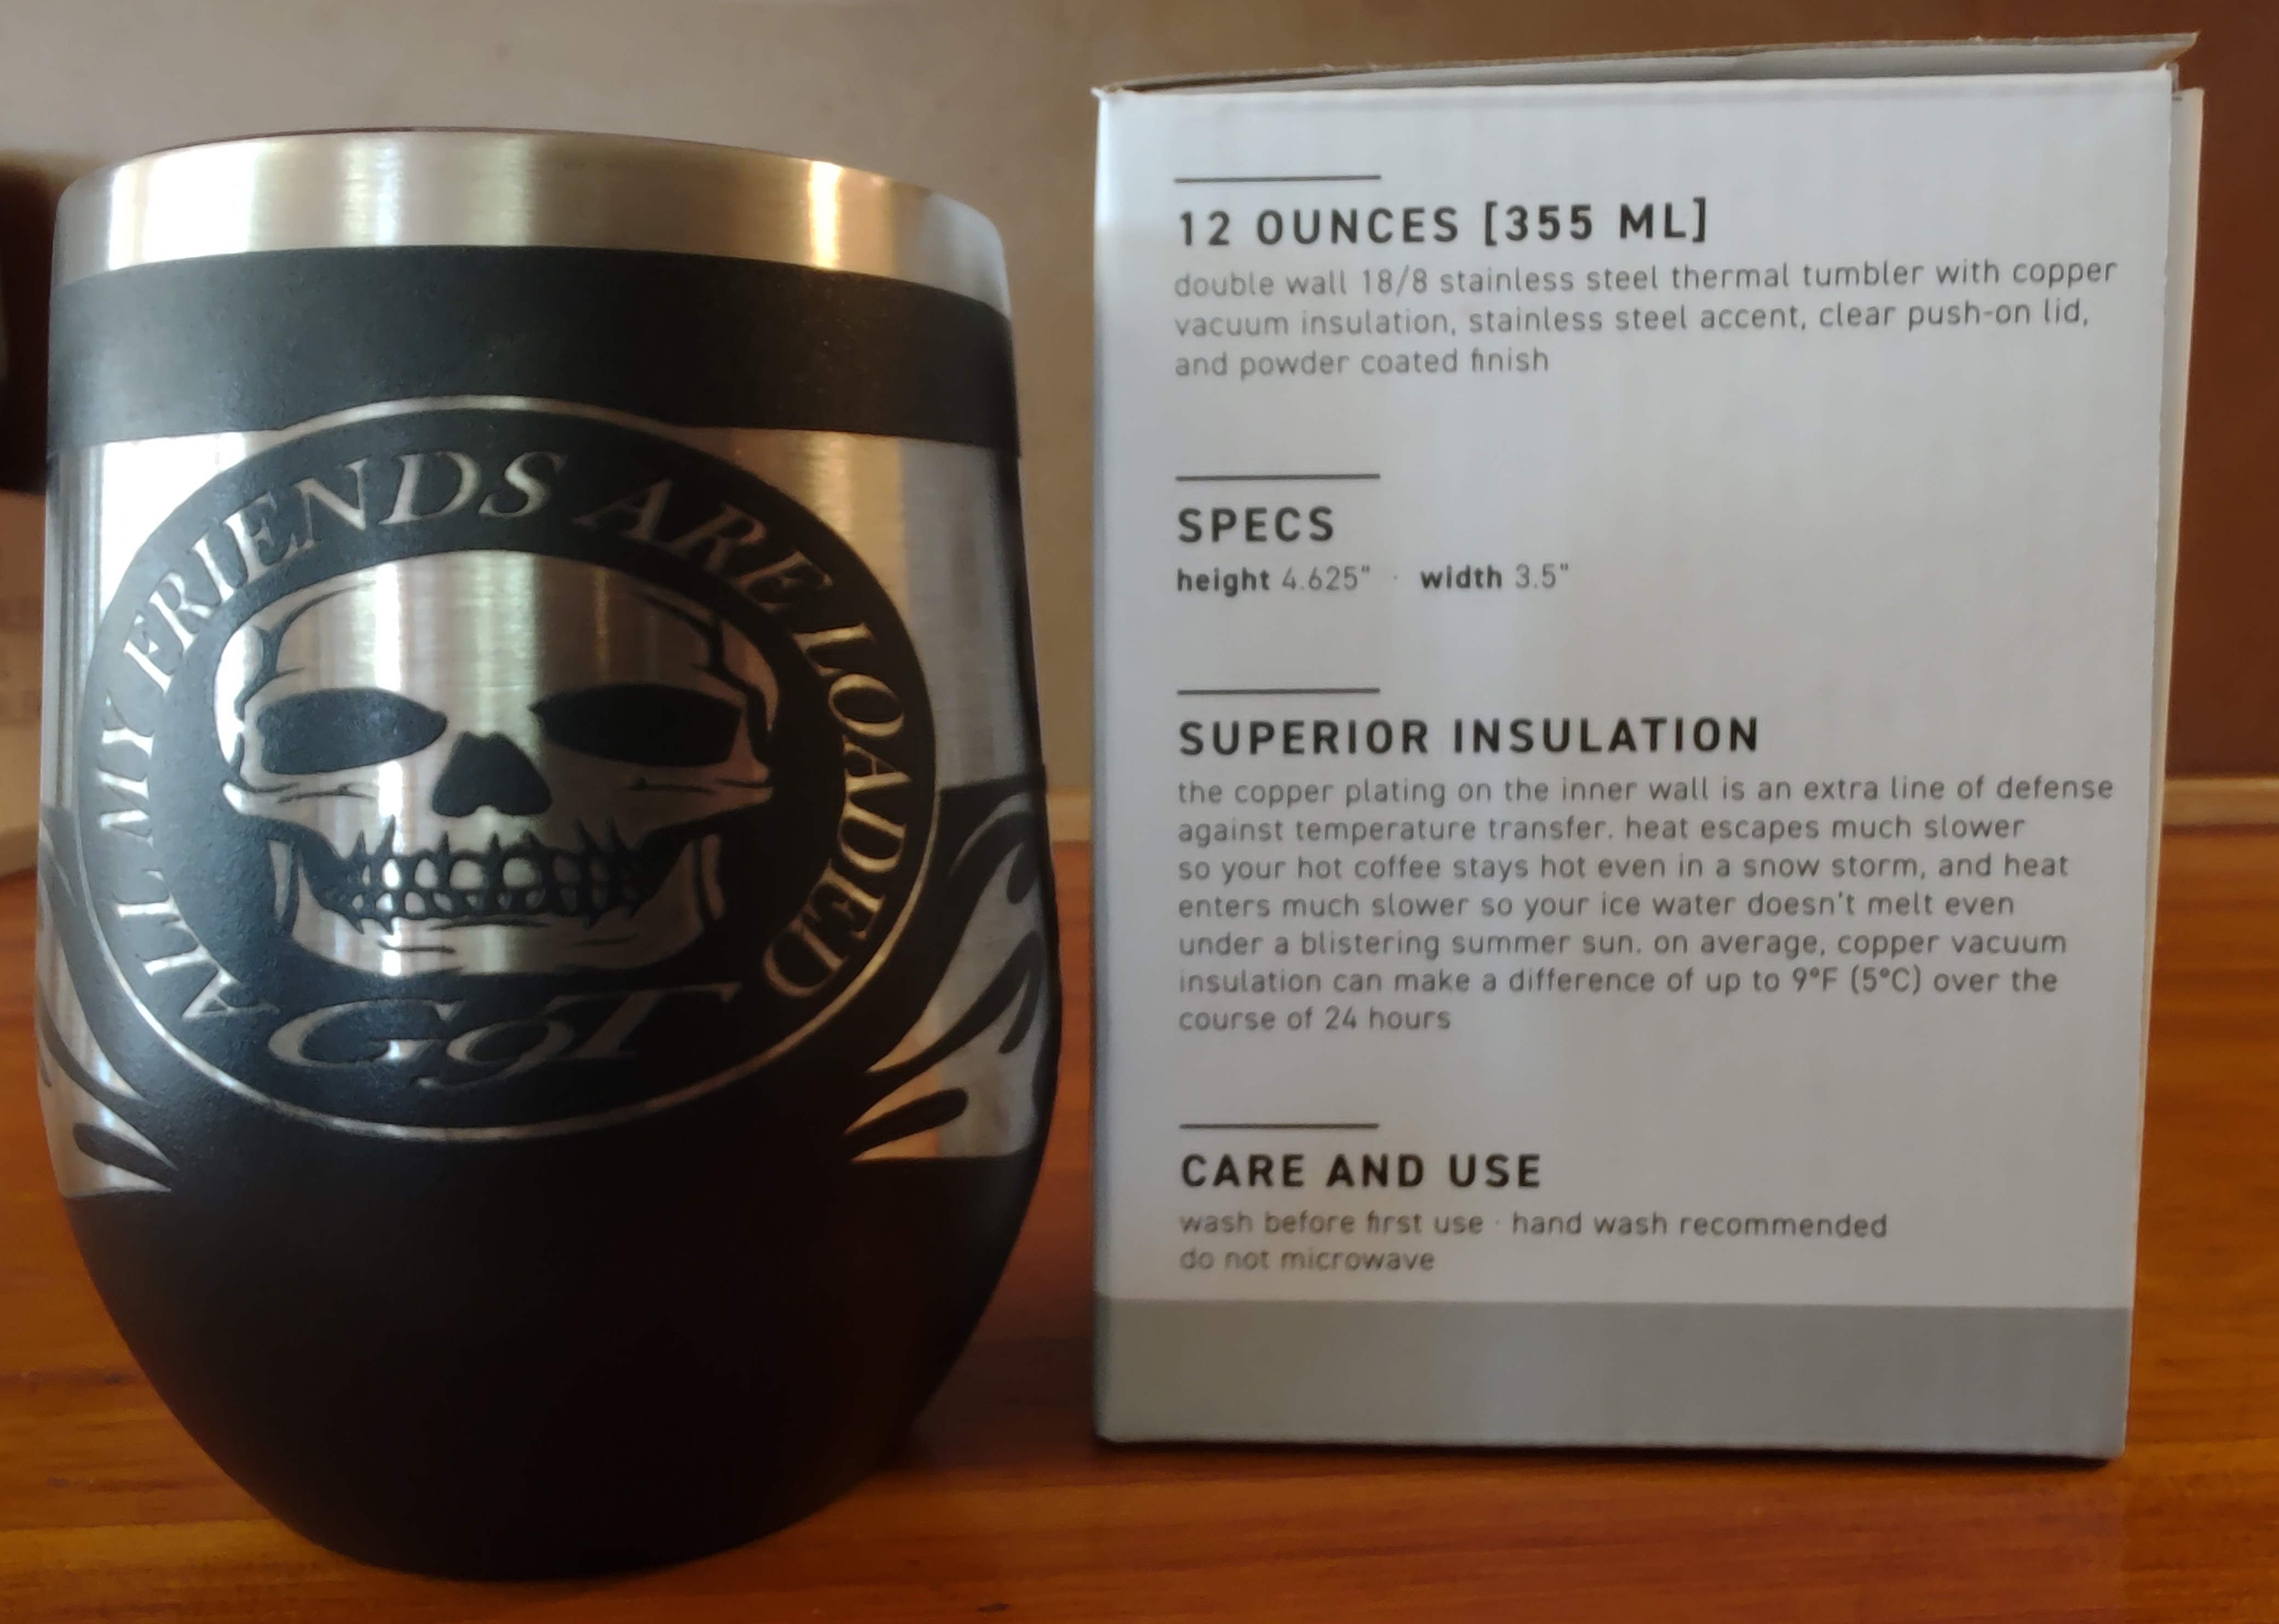 ALL MY FRIENDS ARE LOADED
12 OUNCES [355 ML]
double wall 18/8 stainless steel thermal tumbler with copper
vacuum insulation, stainless steel accent, clear push-on lid,
and powder coated finish
SPECS
height 4.625" · width 3.5"
SUPERIOR INSULATION
the copper plating on the inner wall is an extra line of defense
against temperature transfer. heat escapes much slower
so your hot coffee stays hot even in a snow storm, and heat
enters much slower so your ice water doesn't melt even
under a blistering summer sun. on average, copper vacuum
insulation can make a difference of up to 9°F (5°C) over the
course of 24 hours
CARE AND USE
wash before first use · hand wash recommended
do not microwave